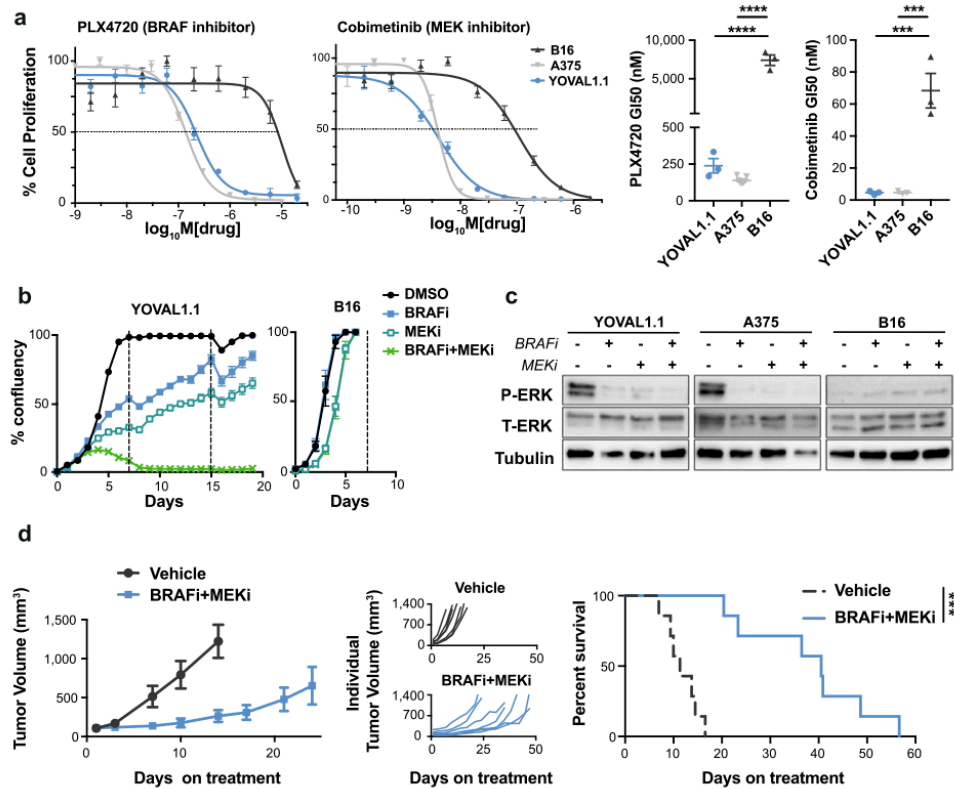 a
PLX4720 (BRAF inhibitor)
Cobimetinib (MEK inhibitor)
B16
A375
YOVAL1.1
% Cell Proliferation
100
50
0
-9 -8 -7 -6 -5
log10M[drug]
100
50
0
-10 -9 -8 -7 -6
log10M[drug]
****
****
PLX4720 GI50 (nM)
10,000
5,000
500
250
0
YOVAL1.1
A375
B16
***
***
Cobimetinib GI50 (nM)
100
80
60
40
20
0
YOVAL1.1
A375
B16
b
YOVAL1.1
B16
DMSO
BRAFi
MEKi
BRAFi+MEKi
% confluency
100
50
0
0 5 10 15 20
Days
100
50
0
0 5 10
Days
c
YOVAL1.1 A375 B16
BRAFi - + - + - + - + - + - +
MEKi - - + + - - + + - - + +
P-ERK
T-ERK
Tubulin
d
Vehicle
BRAFi+MEKi
Tumor Volume (mm³)
1,500
1,000
500
0
0 10 20
Days on treatment
Individual
Tumor Volume (mm³)
Vehicle
1,400
700
0
0 25 50
BRAFi+MEKi
1,400
700
0
0 25 50
Days on treatment
Vehicle
BRAFi+MEKi
***
Percent survival
100
50
0
0 10 20 30 40 50 60
Days on treatment